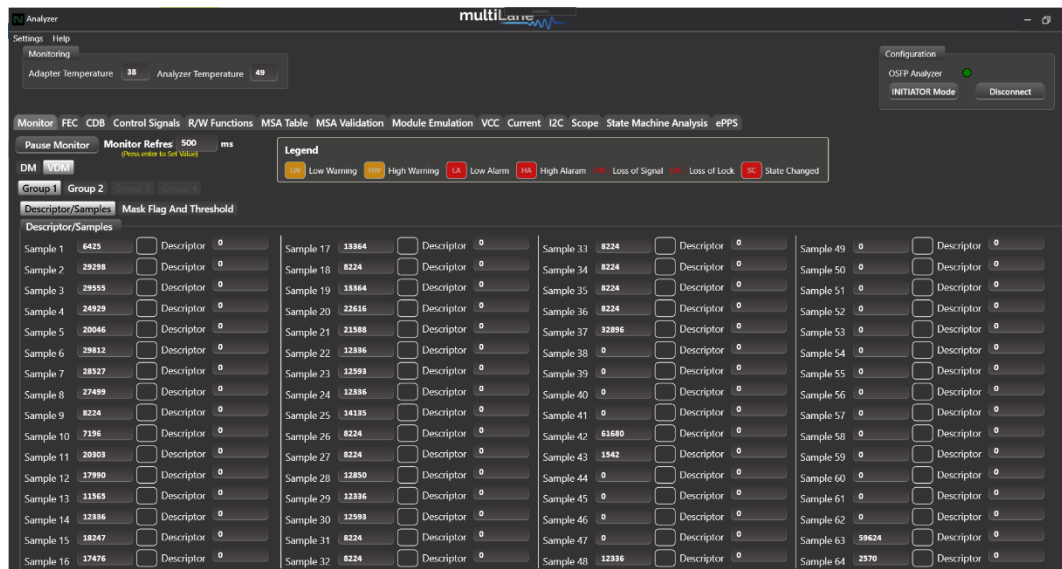 Analyzer
multiLane
Settings Help
Monitoring
Adapter Temperature 38 Analyzer Temperature 49
Configuration
OSFP Analyzer
INITIATOR Mode Disconnect
Monitor FEC CDB Control Signals R/W Functions MSA Table MSA Validation Module Emulation VCC Current I2C Scope State Machine Analysis ePPS
Pause Monitor Monitor Refres 500 ms
(Press enter to Set Value)
Legend
LW Low Warning HW High Warning LA Low Alarm HA High Alaram LOS Loss of Signal LOL Loss of Lock SC State Changed
DM VDM
Group 1 Group 2 Group 3 Group 4
Descriptor/Samples Mask Flag And Threshold
Descriptor/Samples
Sample 1 6425 Descriptor 0 Sample 17 13364 Descriptor 0 Sample 33 8224 Descriptor 0 Sample 49 0 Descriptor 0
Sample 2 29298 Descriptor 0 Sample 18 8224 Descriptor 0 Sample 34 8224 Descriptor 0 Sample 50 0 Descriptor 0
Sample 3 29555 Descriptor 0 Sample 19 13364 Descriptor 0 Sample 35 8224 Descriptor 0 Sample 51 0 Descriptor 0
Sample 4 24929 Descriptor 0 Sample 20 22616 Descriptor 0 Sample 36 8224 Descriptor 0 Sample 52 0 Descriptor 0
Sample 5 20046 Descriptor 0 Sample 21 21588 Descriptor 0 Sample 37 32896 Descriptor 0 Sample 53 0 Descriptor 0
Sample 6 29812 Descriptor 0 Sample 22 12336 Descriptor 0 Sample 38 0 Descriptor 0 Sample 54 0 Descriptor 0
Sample 7 28527 Descriptor 0 Sample 23 12593 Descriptor 0 Sample 39 0 Descriptor 0 Sample 55 0 Descriptor 0
Sample 8 27499 Descriptor 0 Sample 24 12336 Descriptor 0 Sample 40 0 Descriptor 0 Sample 56 0 Descriptor 0
Sample 9 8224 Descriptor 0 Sample 25 14135 Descriptor 0 Sample 41 0 Descriptor 0 Sample 57 0 Descriptor 0
Sample 10 7196 Descriptor 0 Sample 26 8224 Descriptor 0 Sample 42 61680 Descriptor 0 Sample 58 0 Descriptor 0
Sample 11 20303 Descriptor 0 Sample 27 8224 Descriptor 0 Sample 43 1542 Descriptor 0 Sample 59 0 Descriptor 0
Sample 12 17990 Descriptor 0 Sample 28 12850 Descriptor 0 Sample 44 0 Descriptor 0 Sample 60 0 Descriptor 0
Sample 13 11565 Descriptor 0 Sample 29 12336 Descriptor 0 Sample 45 0 Descriptor 0 Sample 61 0 Descriptor 0
Sample 14 12336 Descriptor 0 Sample 30 12593 Descriptor 0 Sample 46 0 Descriptor 0 Sample 62 0 Descriptor 0
Sample 15 18247 Descriptor 0 Sample 31 8224 Descriptor 0 Sample 47 0 Descriptor 0 Sample 63 59624 Descriptor 0
Sample 16 17476 Descriptor 0 Sample 32 8224 Descriptor 0 Sample 48 12336 Descriptor 0 Sample 64 2570 Descriptor 0